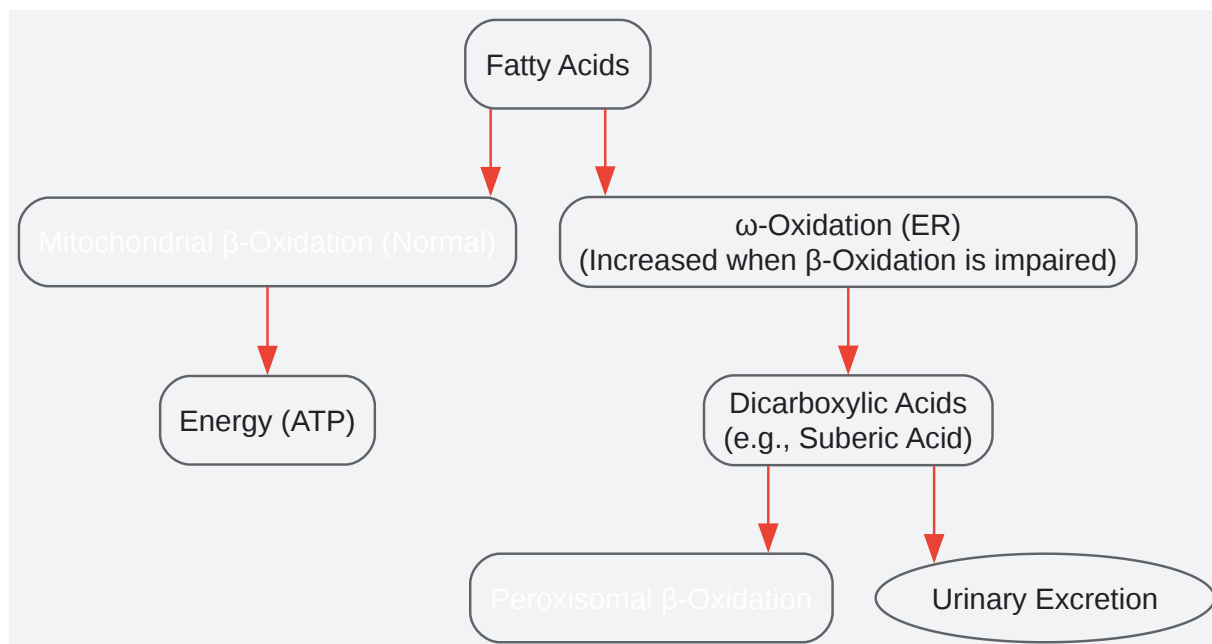 Fatty Acids
Mitochondrial β-Oxidation (Normal)
ω-Oxidation (ER)
(Increased when β-Oxidation is impaired)
Energy (ATP)
Dicarboxylic Acids
(e.g., Suberic Acid)
Peroxisomal β-Oxidation
Urinary Excretion